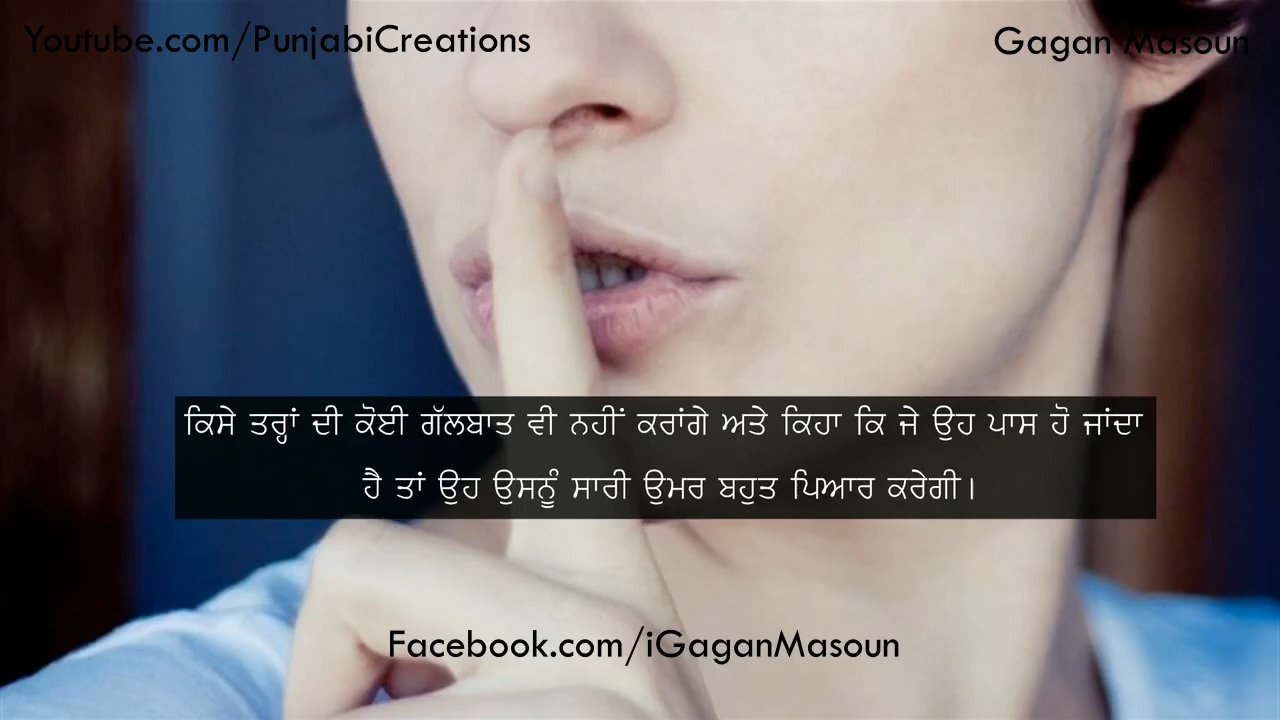 Youtube.com/PunjabiCreations
Gagan Masoun
ਕਿਸੇ ਤਰ੍ਹਾਂ ਦੀ ਕੋਈ ਗੱਲਬਾਤ ਵੀ ਨਹੀਂ ਕਰਾਂਗੇ ਅਤੇ ਕਿਹਾ ਕਿ ਜੇ ਉਹ ਪਾਸ ਹੋ ਜਾਂਦਾ
ਹੈ ਤਾਂ ਉਹ ਉਸਨੂੰ ਸਾਰੀ ਉਮਰ ਬਹੁਤ ਪਿਆਰ ਕਰੇਗੀ।
Facebook.com/iGaganMasoun